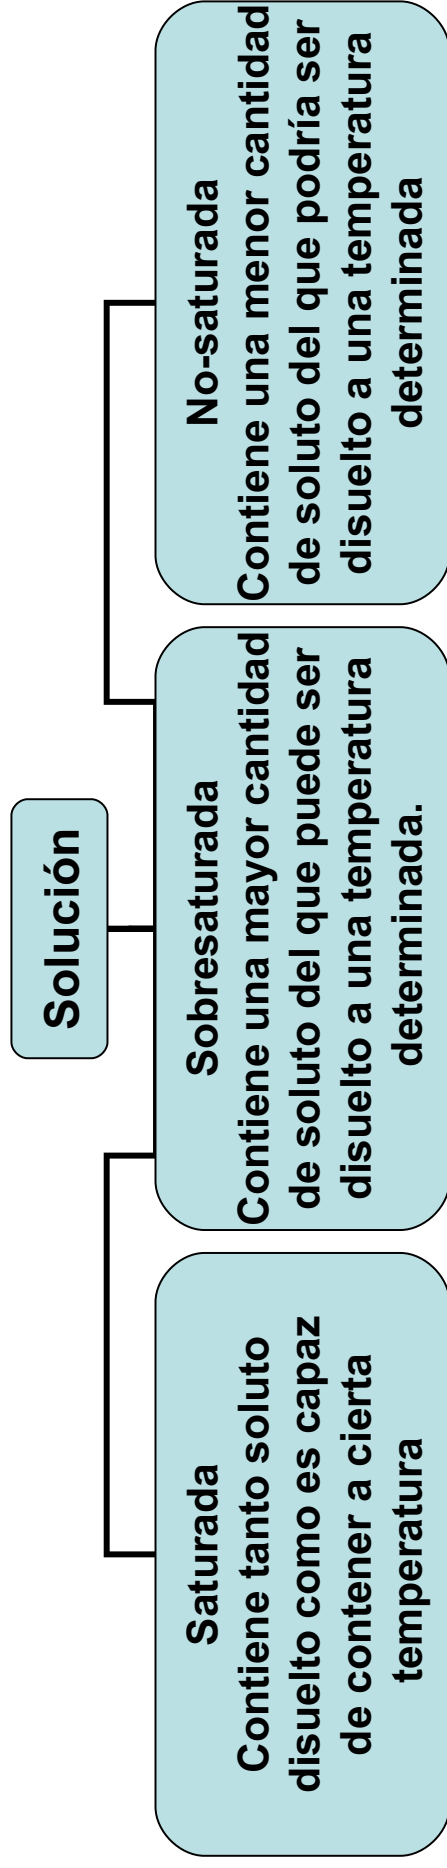 Solución
Saturada
Contiene tanto soluto
disuelto como es capaz
de contener a cierta
temperatura
Sobresaturada
Contiene una mayor cantidad
de soluto del que puede ser
disuelto a una temperatura
determinada.
No-saturada
Contiene una menor cantidad
de soluto del que podría ser
disuelto a una temperatura
determinada